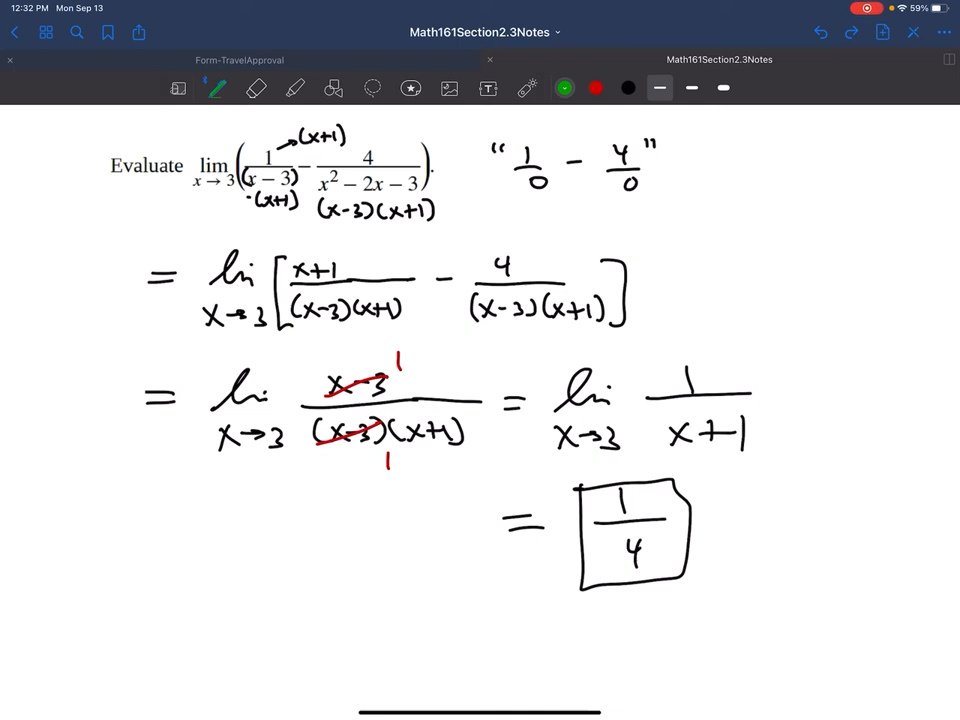 12:32 PM Mon Sep 13
59%
Math161Section2.3Notes
Form-TravelApproval
Math161Section2.3Notes
T
→(x+1)
Evaluate lim x→3 ( 1/(x − 3) − 4/(x² − 2x − 3) ).
"1/0 − 4/0"
·(x+1) (x-3)(x+1)
= lim x→3 [ x+1/(x-3)(x+1) − 4/(x-3)(x+1) ]
1
= lim x→3 x-3/(x-3)(x+1) = lim x→3 1/x+1
1
= 1/4